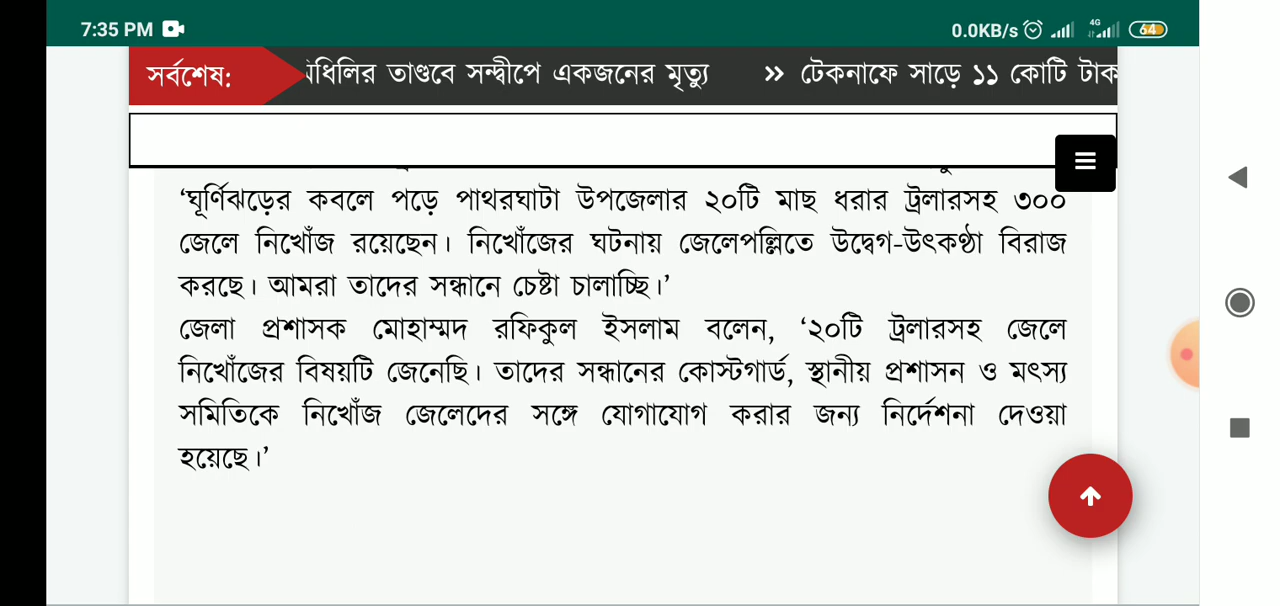 7:35 PM
0.0KB/s 4G 64
সর্বশেষ: মিধিলির তাণ্ডবে সন্দ্বীপে একজনের মৃত্যু >> টেকনাফে সাড়ে ১১ কোটি টাক
‘ঘূর্ণিঝড়ের কবলে পড়ে পাথরঘাটা উপজেলার ২০টি মাছ ধরার ট্রলারসহ ৩০০
জেলে নিখোঁজ রয়েছেন। নিখোঁজের ঘটনায় জেলেপল্লিতে উদ্বেগ-উৎকণ্ঠা বিরাজ
করছে। আমরা তাদের সন্ধানে চেষ্টা চালাচ্ছি।’
জেলা প্রশাসক মোহাম্মদ রফিকুল ইসলাম বলেন, ‘২০টি ট্রলারসহ জেলে
নিখোঁজের বিষয়টি জেনেছি। তাদের সন্ধানের কোস্টগার্ড, স্থানীয় প্রশাসন ও মৎস্য
সমিতিকে নিখোঁজ জেলেদের সঙ্গে যোগাযোগ করার জন্য নির্দেশনা দেওয়া
হয়েছে।’